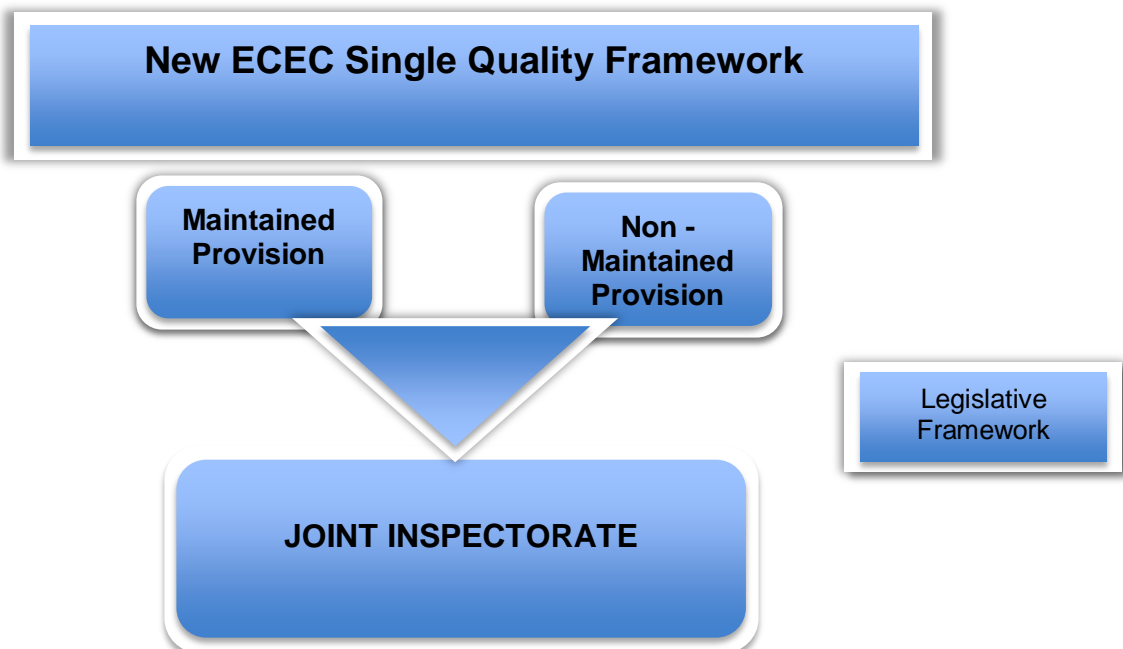 New ECEC Single Quality Framework
Maintained
Provision
Non -
Maintained
Provision
Legislative
Framework
JOINT INSPECTORATE